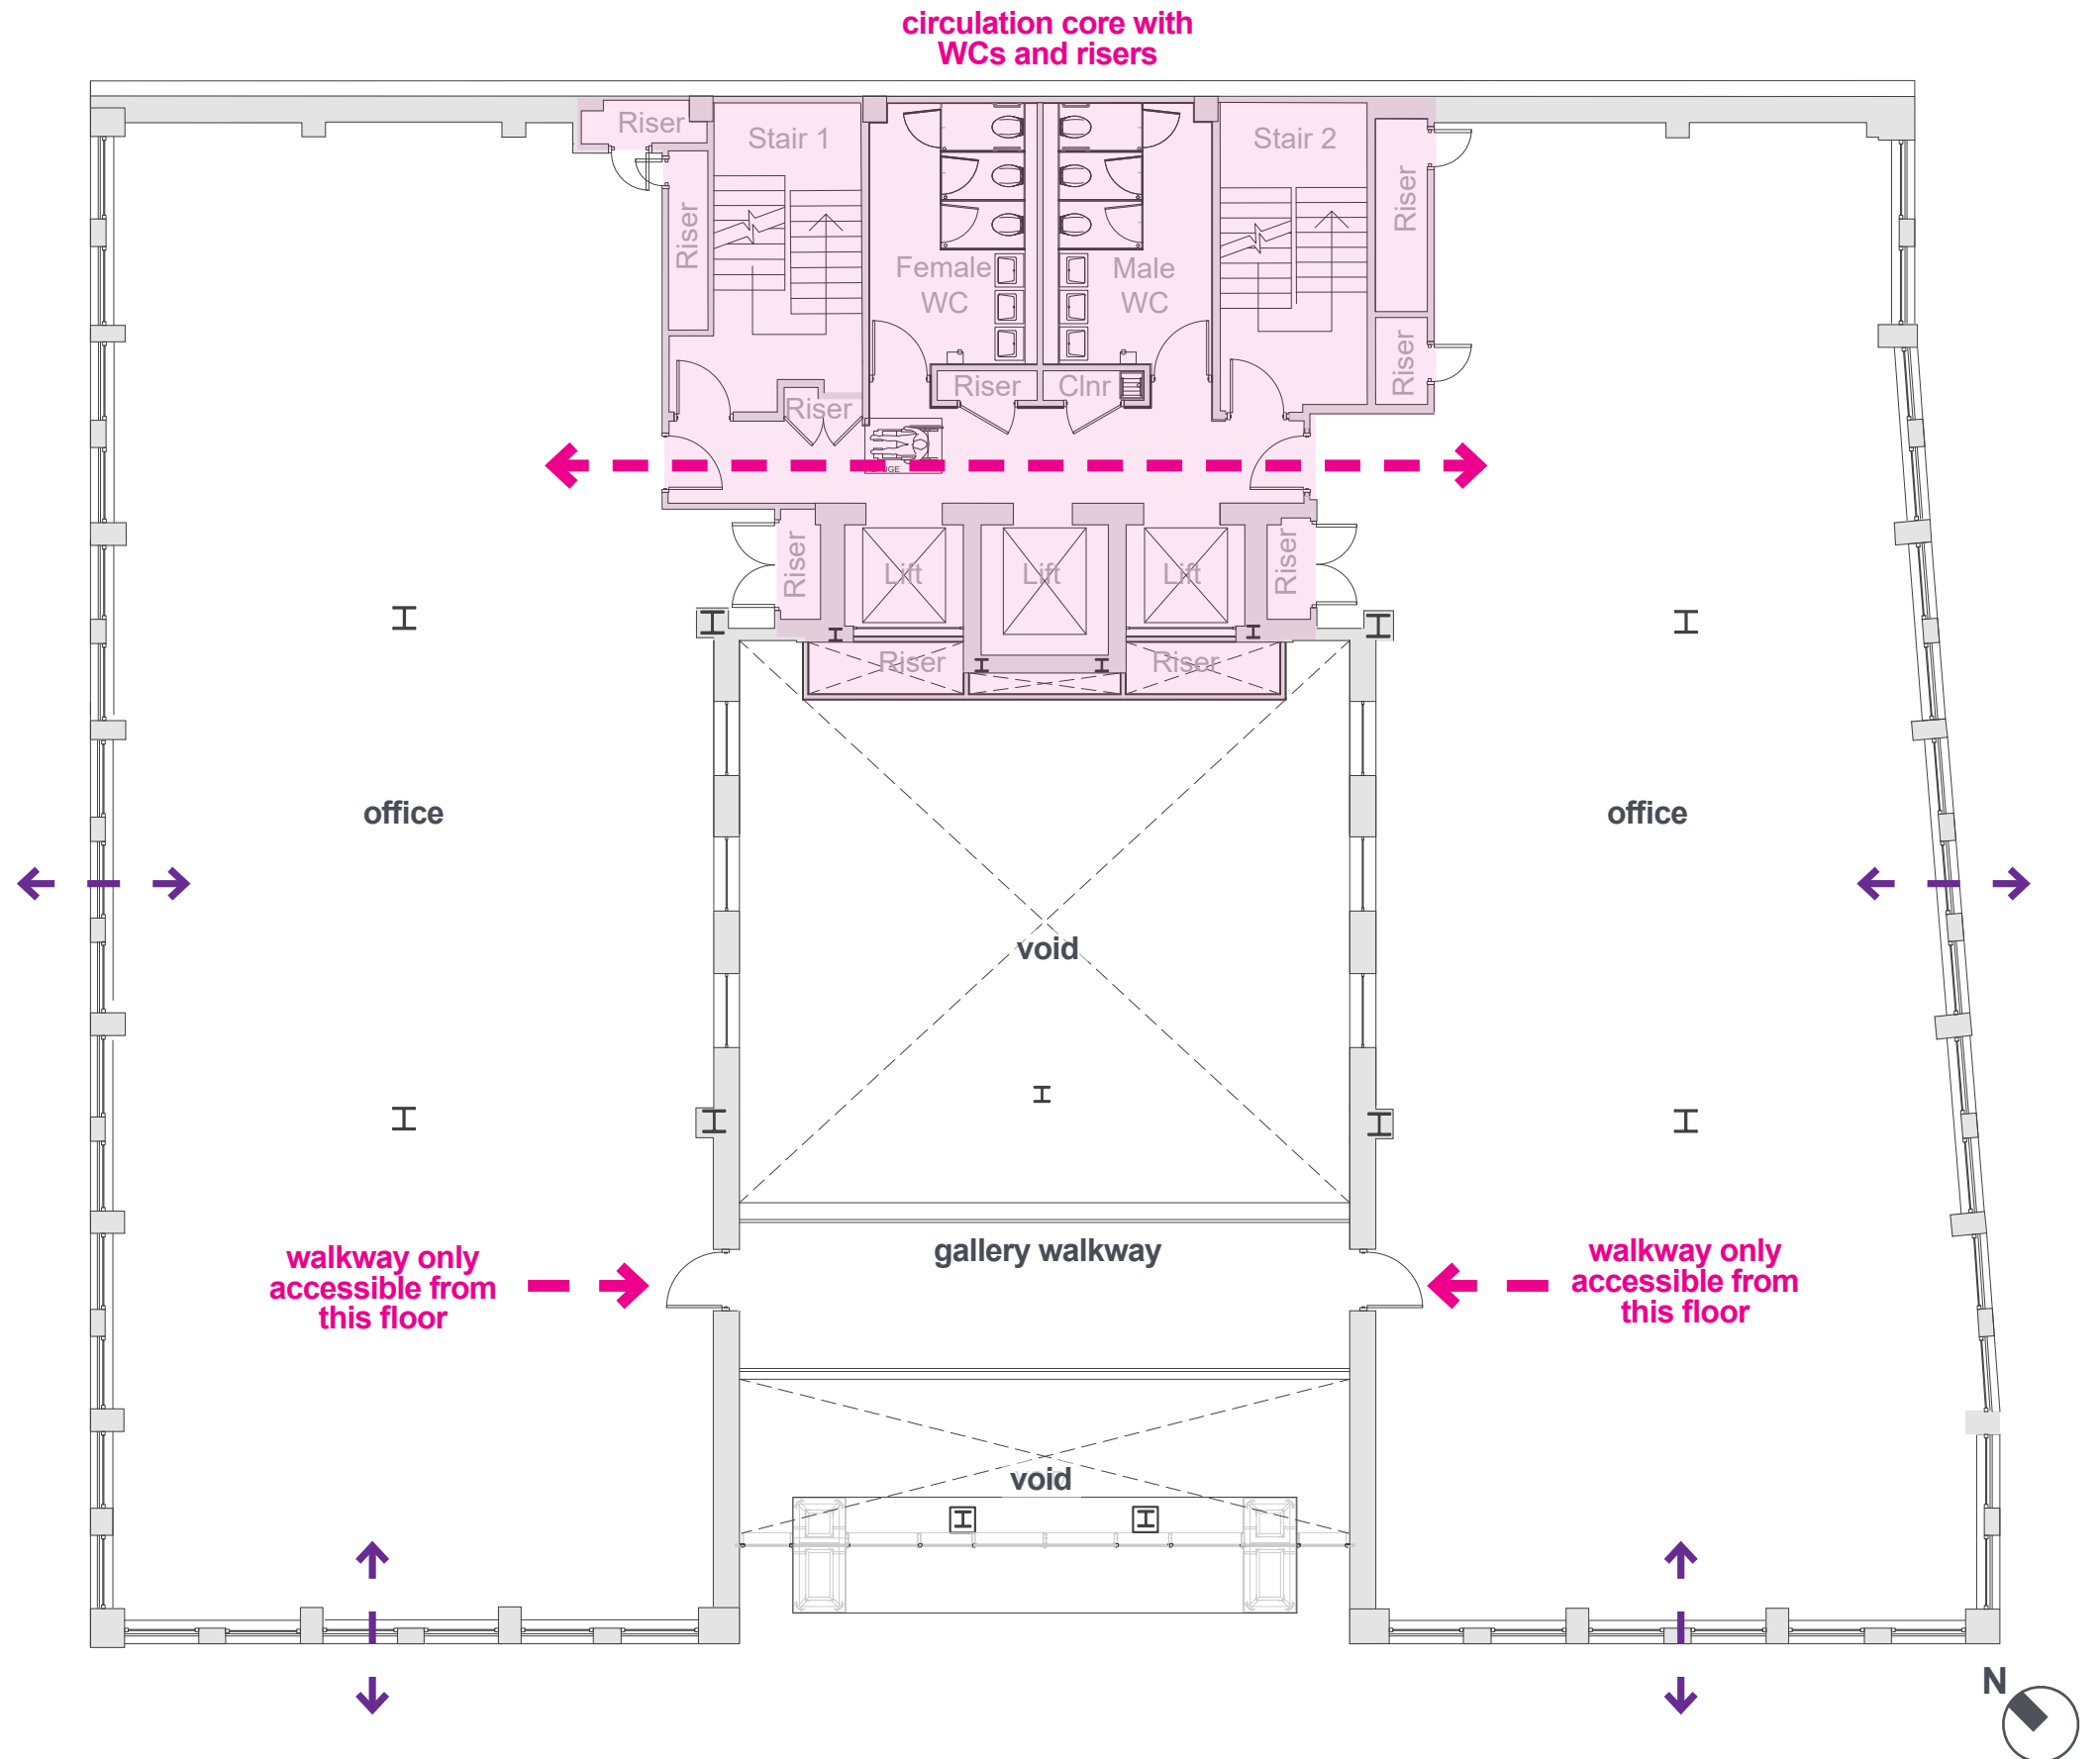 circulation core with
WCs and risers
Riser
Stair 1
Stair 2
Riser
Riser
Female
WC
Male
WC
Riser
Riser
Riser
Clnr
Riser
Lift
Lift
Lift
Riser
Riser
Riser
office
office
void
gallery walkway
walkway only
accessible from
this floor
walkway only
accessible from
this floor
void
N